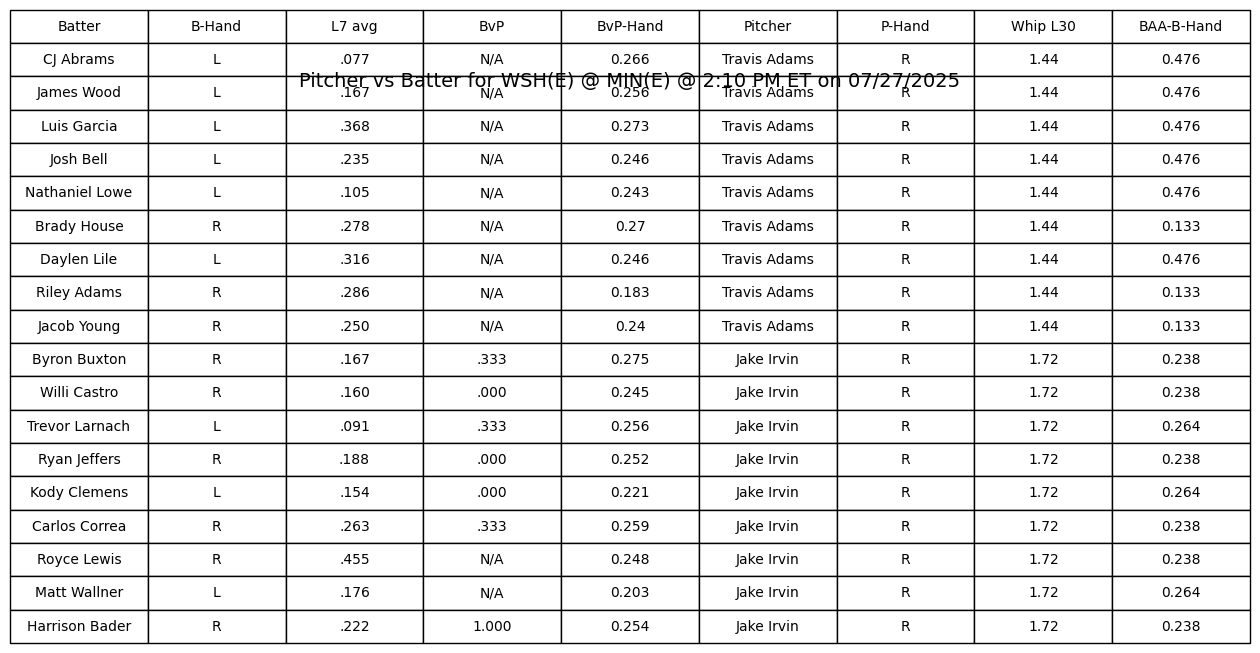 Batter B-Hand L7 avg BvP BvP-Hand Pitcher P-Hand Whip L30 BAA-B-Hand
CJ Abrams L .077 N/A 0.266 Travis Adams R 1.44 0.476
Pitcher vs Batter for WSH(E) @ MIN(E) @ 2:10 PM ET on 07/27/2025
James Wood L .167 N/A 0.256 Travis Adams R 1.44 0.476
Luis Garcia L .368 N/A 0.273 Travis Adams R 1.44 0.476
Josh Bell L .235 N/A 0.246 Travis Adams R 1.44 0.476
Nathaniel Lowe L .105 N/A 0.243 Travis Adams R 1.44 0.476
Brady House R .278 N/A 0.27 Travis Adams R 1.44 0.133
Daylen Lile L .316 N/A 0.246 Travis Adams R 1.44 0.476
Riley Adams R .286 N/A 0.183 Travis Adams R 1.44 0.133
Jacob Young R .250 N/A 0.24 Travis Adams R 1.44 0.133
Byron Buxton R .167 .333 0.275 Jake Irvin R 1.72 0.238
Willi Castro R .160 .000 0.245 Jake Irvin R 1.72 0.238
Trevor Larnach L .091 .333 0.256 Jake Irvin R 1.72 0.264
Ryan Jeffers R .188 .000 0.252 Jake Irvin R 1.72 0.238
Kody Clemens L .154 .000 0.221 Jake Irvin R 1.72 0.264
Carlos Correa R .263 .333 0.259 Jake Irvin R 1.72 0.238
Royce Lewis R .455 N/A 0.248 Jake Irvin R 1.72 0.238
Matt Wallner L .176 N/A 0.203 Jake Irvin R 1.72 0.264
Harrison Bader R .222 1.000 0.254 Jake Irvin R 1.72 0.238